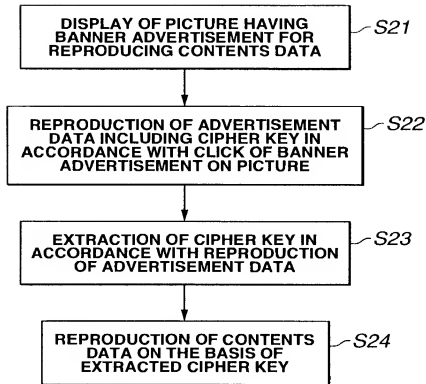 DISPLAY OF PICTURE HAVING
BANNER ADVERTISEMENT FOR
REPRODUCING CONTENTS DATA
S21
REPRODUCTION OF ADVERTISEMENT
DATA INCLUDING CIPHER KEY IN
ACCORDANCE WITH CLICK OF BANNER
ADVERTISEMENT ON PICTURE
S22
EXTRACTION OF CIPHER KEY IN
ACCORDANCE WITH REPRODUCTION
OF ADVERTISEMENT DATA
S23
REPRODUCTION OF CONTENTS
DATA ON THE BASIS OF
EXTRACTED CIPHER KEY
S24